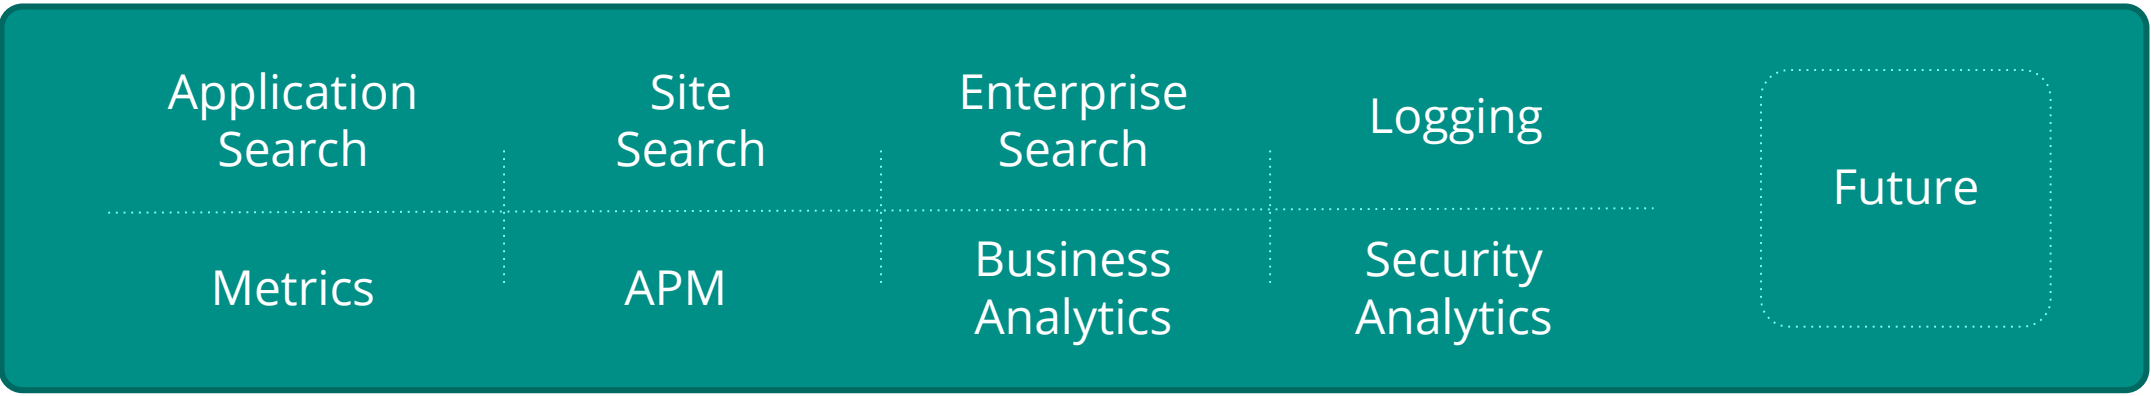 Application
Search
Site
Search
Enterprise
Search
Logging
Metrics
APM
Business
Analytics
Security
Analytics
Future